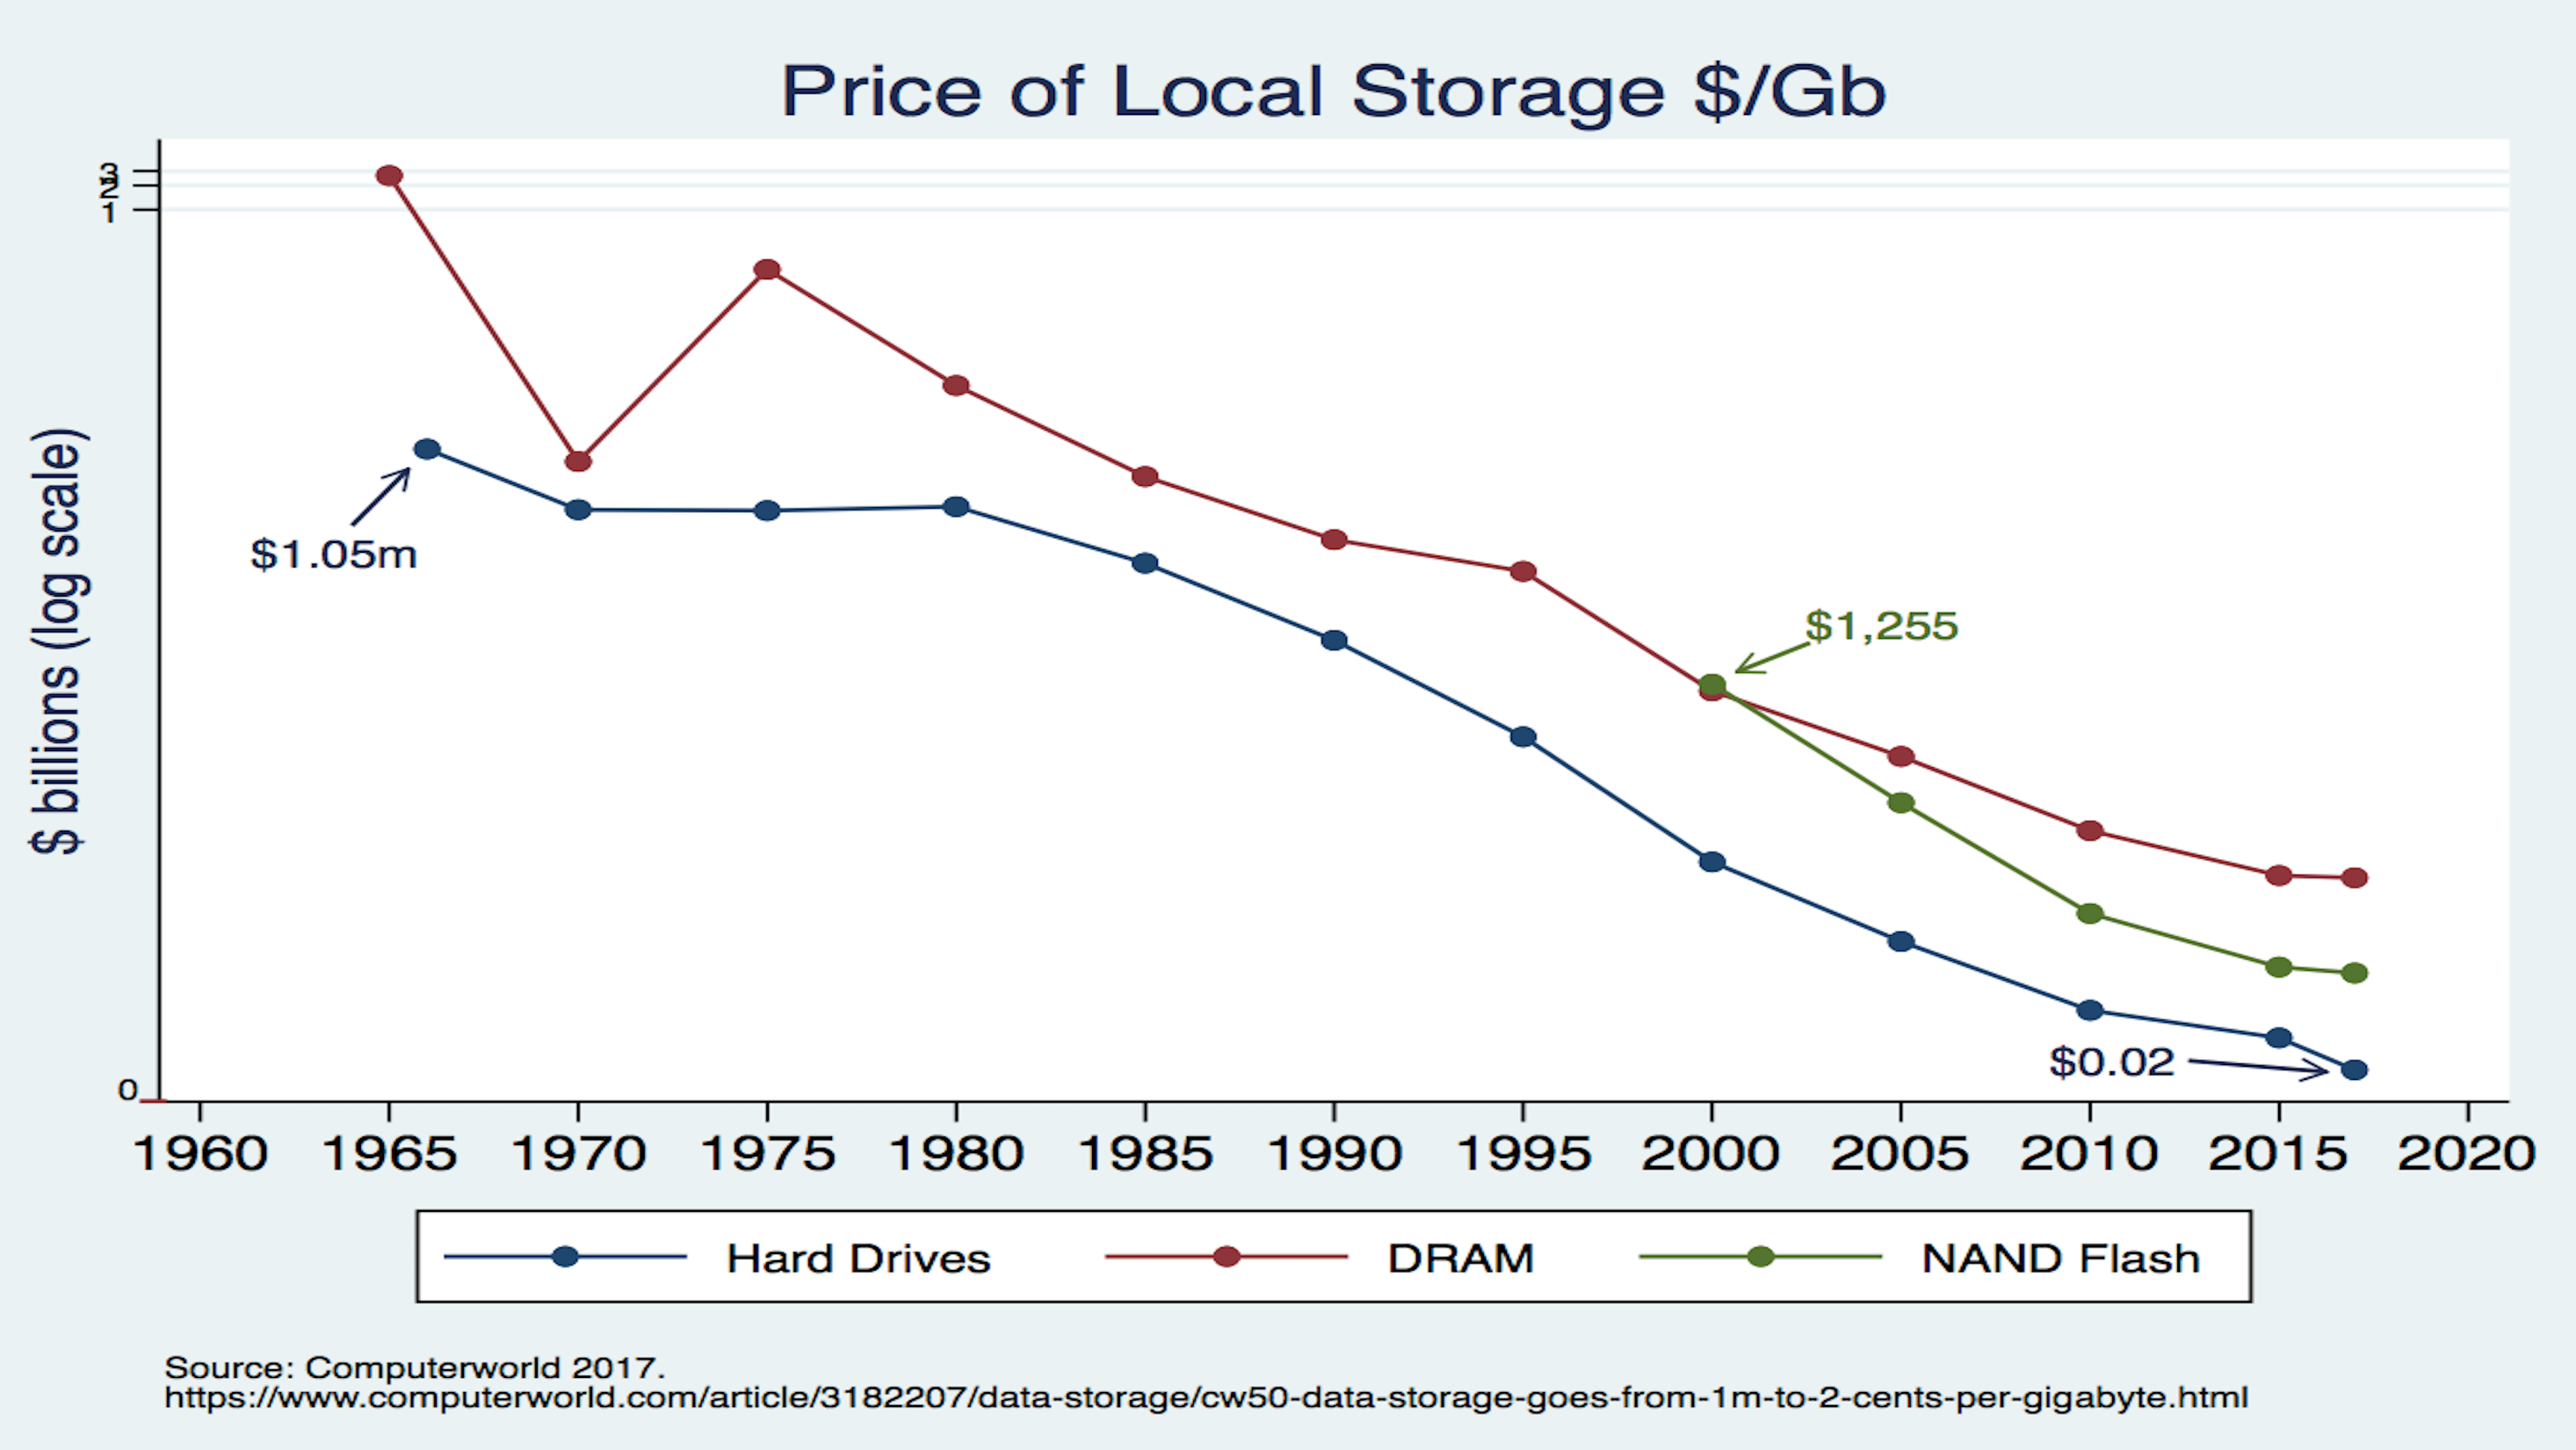 Price of Local Storage $/Gb
$ billions (log scale)
3
2
1
0
$1.05m
$1,255
$0.02
1960 1965 1970 1975 1980 1985 1990 1995 2000 2005 2010 2015 2020
Hard Drives DRAM NAND Flash
Source: Computerworld 2017.
https://www.computerworld.com/article/3182207/data-storage/cw50-data-storage-goes-from-1m-to-2-cents-per-gigabyte.html